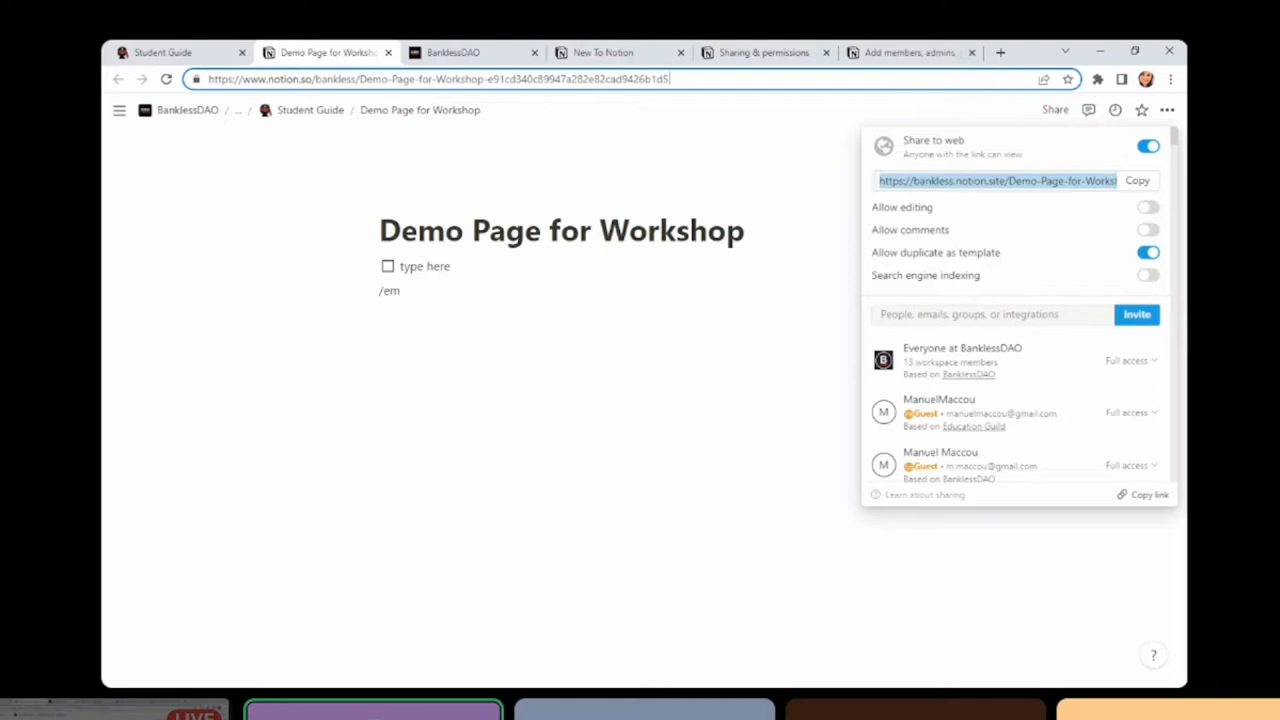 Student Guide
Demo Page for Worksho
BanklessDAO
New To Notion
Sharing & permissions
Add members, admins,
https://www.notion.so/bankless/Demo-Page-for-Workshop-e91cd340c89947a282e82cad9426b1d5
BanklessDAO / ... / Student Guide / Demo Page for Workshop
Share
Share to web
Anyone with the link can view
https://bankless.notion.site/Demo-Page-for-Works
Copy
Allow editing
Allow comments
Allow duplicate as template
Search engine indexing
People, emails, groups, or integrations
Invite
Everyone at BanklessDAO
13 workspace members
Based on BanklessDAO
Full access
ManuelMaccou
Guest • manuelmaccou@gmail.com
Based on Education Guild
Full access
Manuel Maccou
Guest • m.maccou@gmail.com
Based on BanklessDAO
Full access
Learn about sharing
Copy link
Demo Page for Workshop
type here
/em
?
LIVE